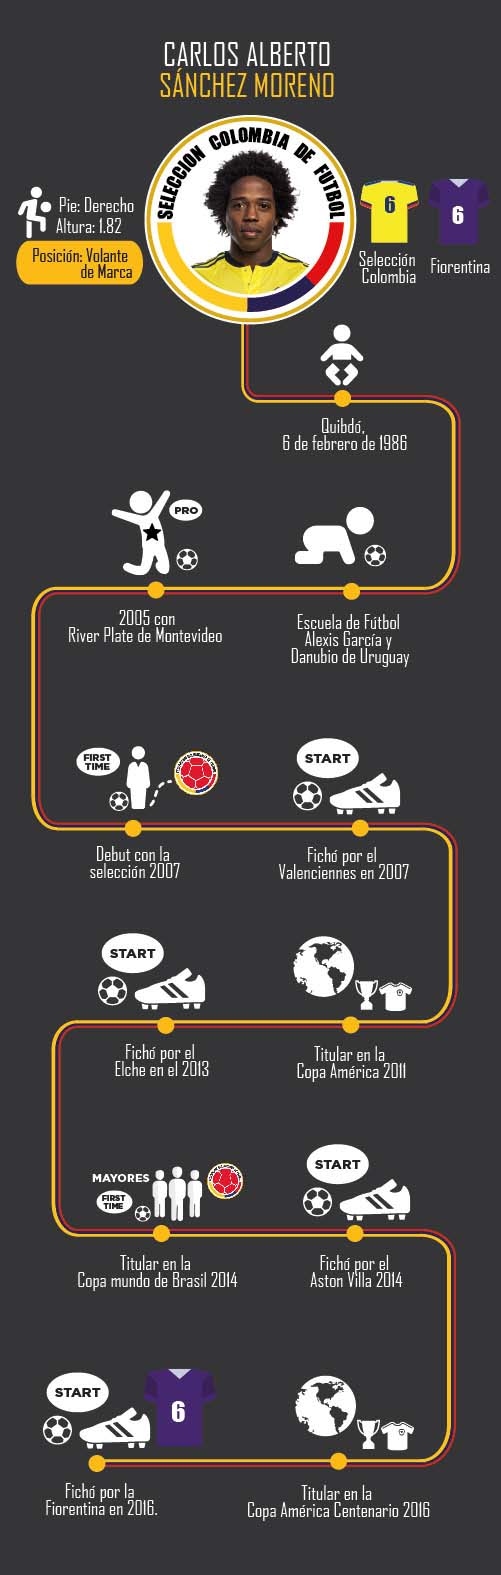 CARLOS ALBERTO
SÁNCHEZ MORENO
SELECCION COLOMBIA DE FUTBOL
Pie: Derecho
Altura: 1.82
Posición: Volante
de Marca
6
6
Selección
Colombia
Fiorentina
Quibdó,
6 de febrero de 1986
PRO
2005 con
River Plate de Montevideo
Escuela de Fútbol
Alexis García y
Danubio de Uruguay
FIRST
TIME
START
Debut con la
selección 2007
Fichó por el
Valenciennes en 2007
START
Fichó por el
Elche en el 2013
Titular en la
Copa América 2011
MAYORES
FIRST
TIME
START
Titular en la
Copa mundo de Brasil 2014
Fichó por el
Aston Villa 2014
START
6
Fichó por la
Fiorentina en 2016.
Titular en la
Copa América Centenario 2016